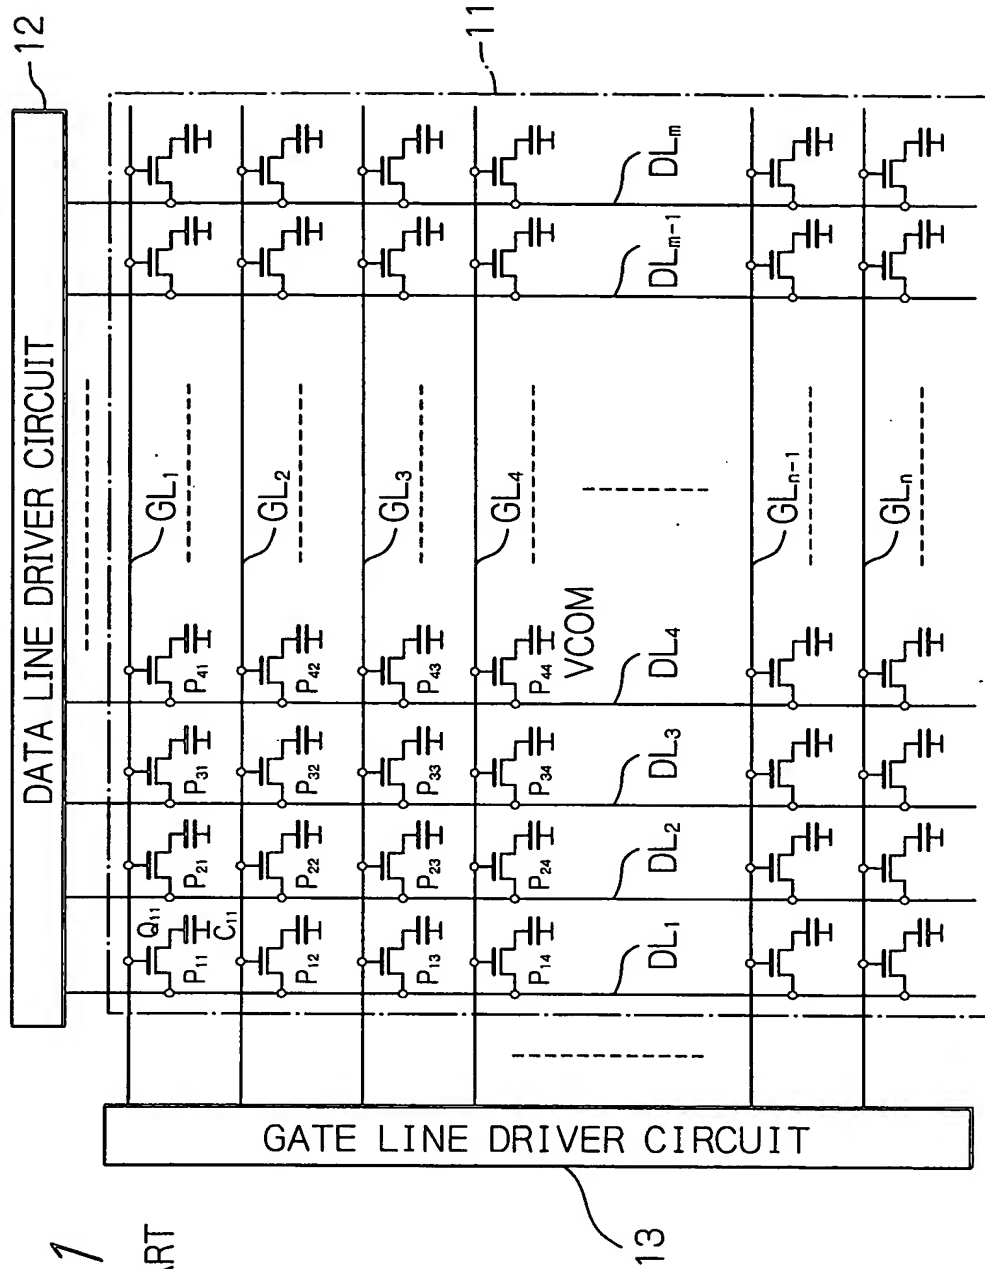 12
DATA LINE DRIVER CIRCUIT
11
GL₁
GL₂
GL₃
GL₄
GLₙ₋₁
GLₙ
Q₁₁
C₁₁
P₁₁ P₂₁ P₃₁ P₄₁
P₁₂ P₂₂ P₃₂ P₄₂
P₁₃ P₂₃ P₃₃ P₄₃
P₁₄ P₂₄ P₃₄ P₄₄
VCOM
DL₁ DL₂ DL₃ DL₄ DLₘ₋₁ DLₘ
GATE LINE DRIVER CIRCUIT
13
1
ART